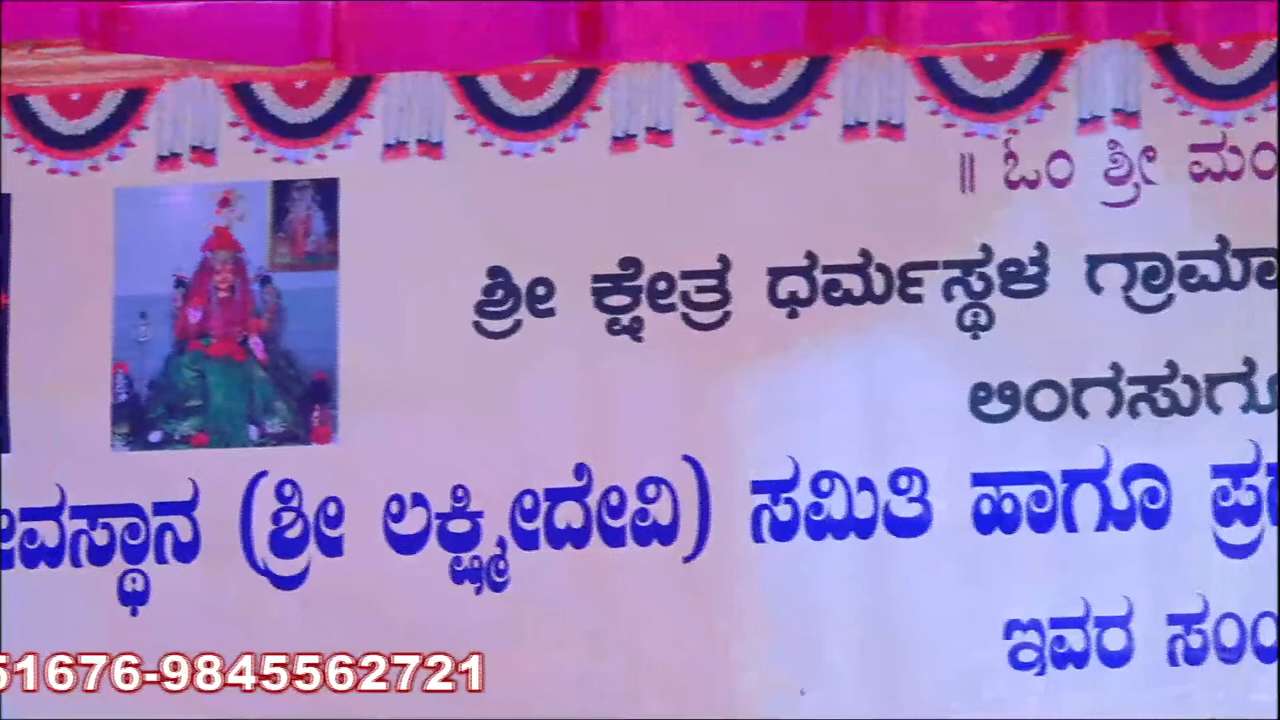 ॥ ಓಂ ಶ್ರೀ ಮಂ
ಶ್ರೀ ಕ್ಷೇತ್ರ ಧರ್ಮಸ್ಥಳ ಗ್ರಾಮಾ
ಲಿಂಗಸುಗೂ
ೇವಸ್ಥಾನ (ಶ್ರೀ ಲಕ್ಷ್ಮೀದೇವಿ) ಸಮಿತಿ ಹಾಗೂ ಪ್ರ
ಇವರ ಸಂ
51676-9845562721